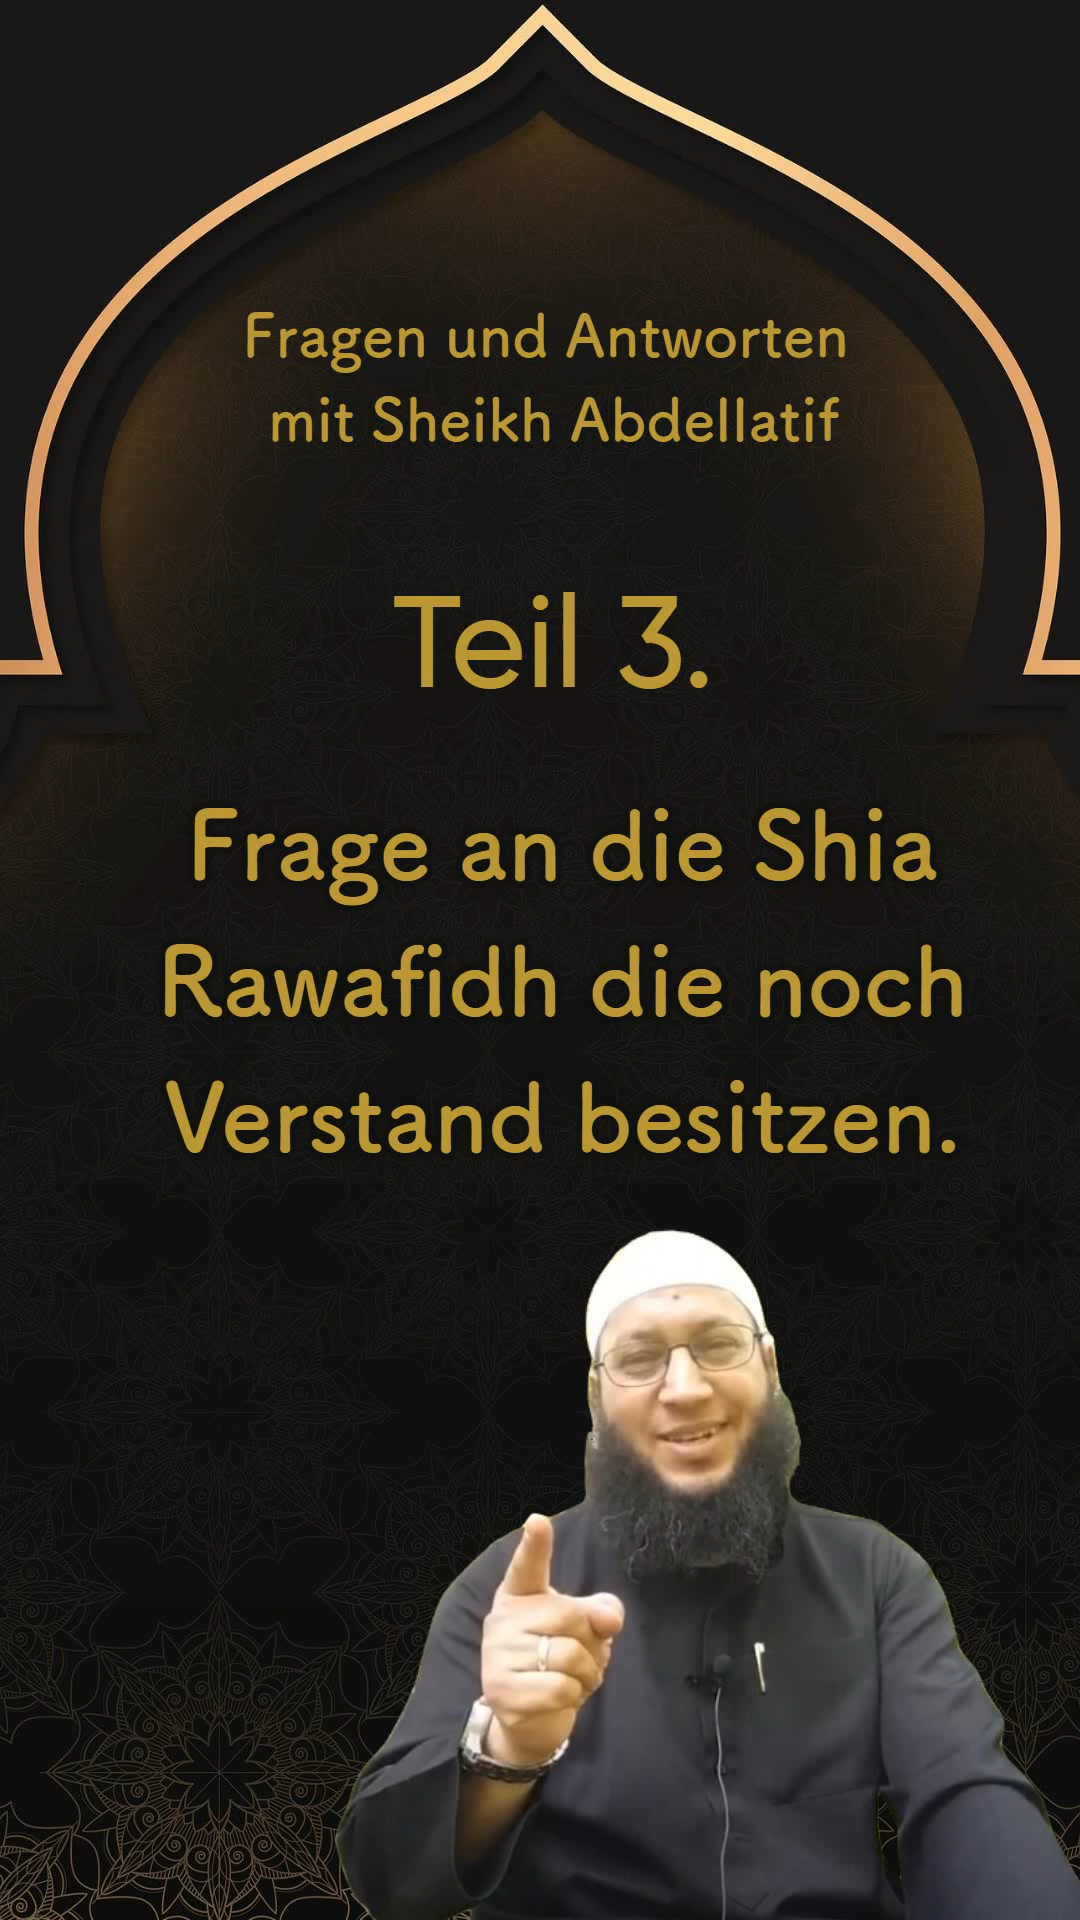 Fragen und Antworten
mit Sheikh Abdellatif
Teil 3.
Frage an die Shia
Rawafidh die noch
Verstand besitzen.